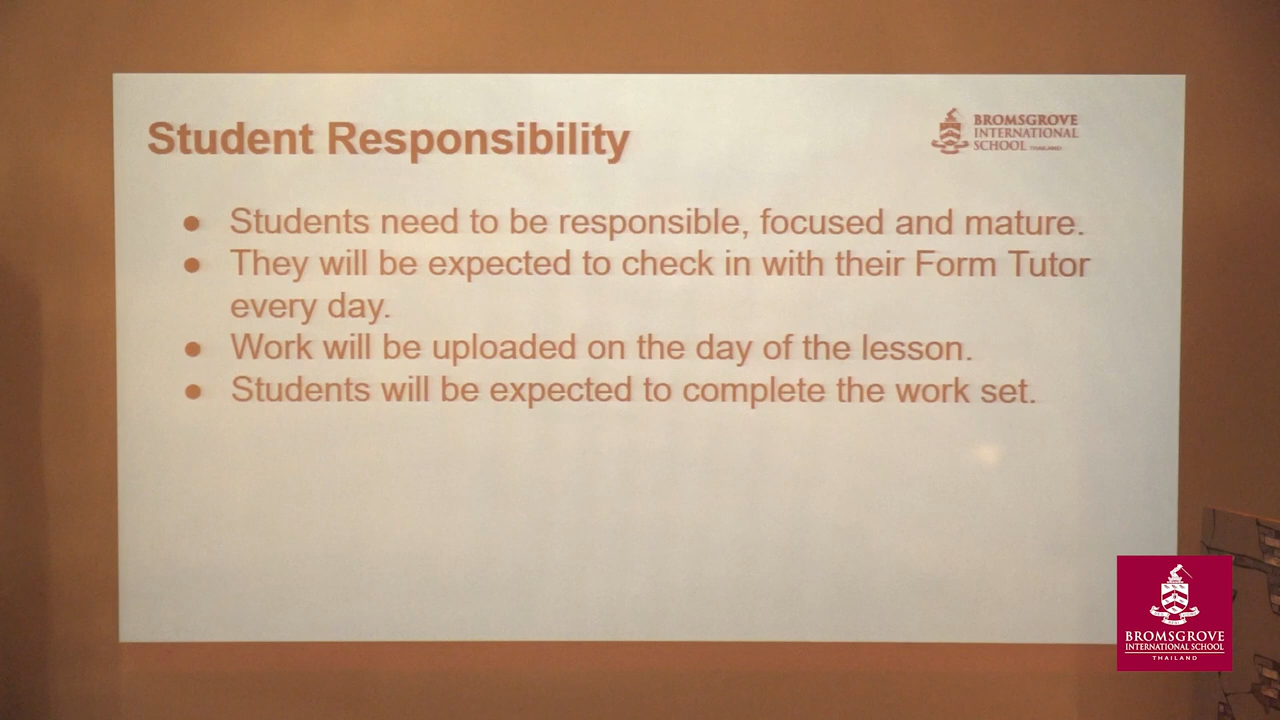 Student Responsibility
BROMSGROVE
INTERNATIONAL
SCHOOL THAILAND
● Students need to be responsible, focused and mature.
● They will be expected to check in with their Form Tutor
every day.
● Work will be uploaded on the day of the lesson.
● Students will be expected to complete the work set.
BROMSGROVE
INTERNATIONAL SCHOOL
THAILAND